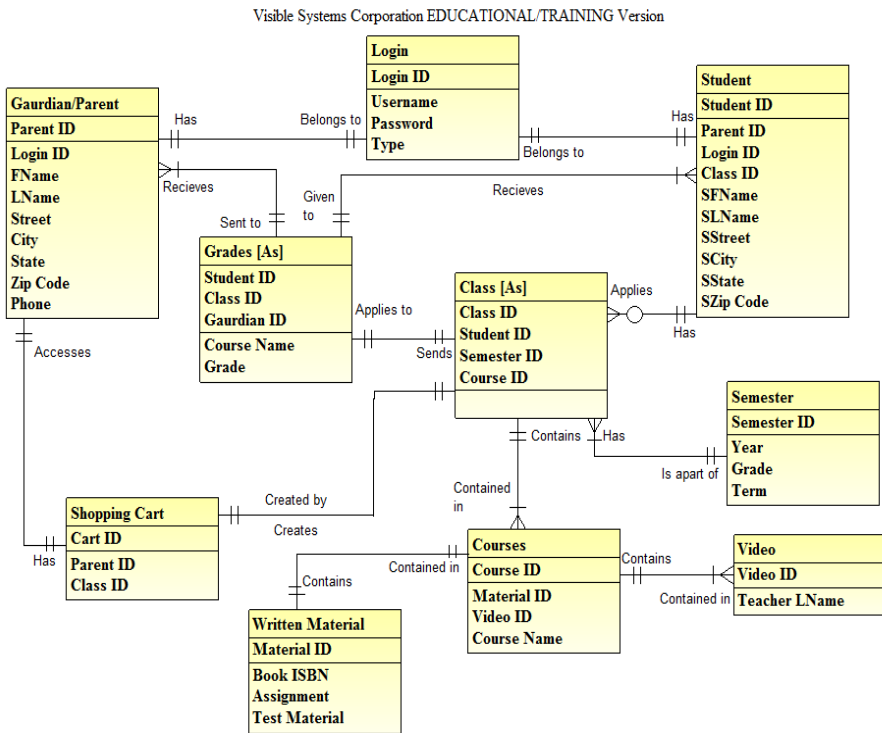 Visible Systems Corporation EDUCATIONAL/TRAINING Version
Login
Login ID
Username
Password
Type
Gaurdian/Parent
Parent ID
Login ID
FName
LName
Street
City
State
Zip Code
Phone
Student
Student ID
Parent ID
Login ID
Class ID
SFName
SLName
SStreet
SCity
SState
SZip Code
Has
Belongs to
Has
Belongs to
Recieves
Sent to
Given
to
Recieves
Grades [As]
Student ID
Class ID
Gaurdian ID
Course Name
Grade
Class [As]
Class ID
Student ID
Semester ID
Course ID
Applies
Has
Applies to
Sends
Accesses
Has
Semester
Semester ID
Year
Grade
Term
Contains
Has
Is apart of
Contained
in
Created by
Creates
Shopping Cart
Cart ID
Parent ID
Class ID
Courses
Course ID
Material ID
Video ID
Course Name
Contains
Contained in
Contains
Contained in
Video
Video ID
Teacher LName
Written Material
Material ID
Book ISBN
Assignment
Test Material